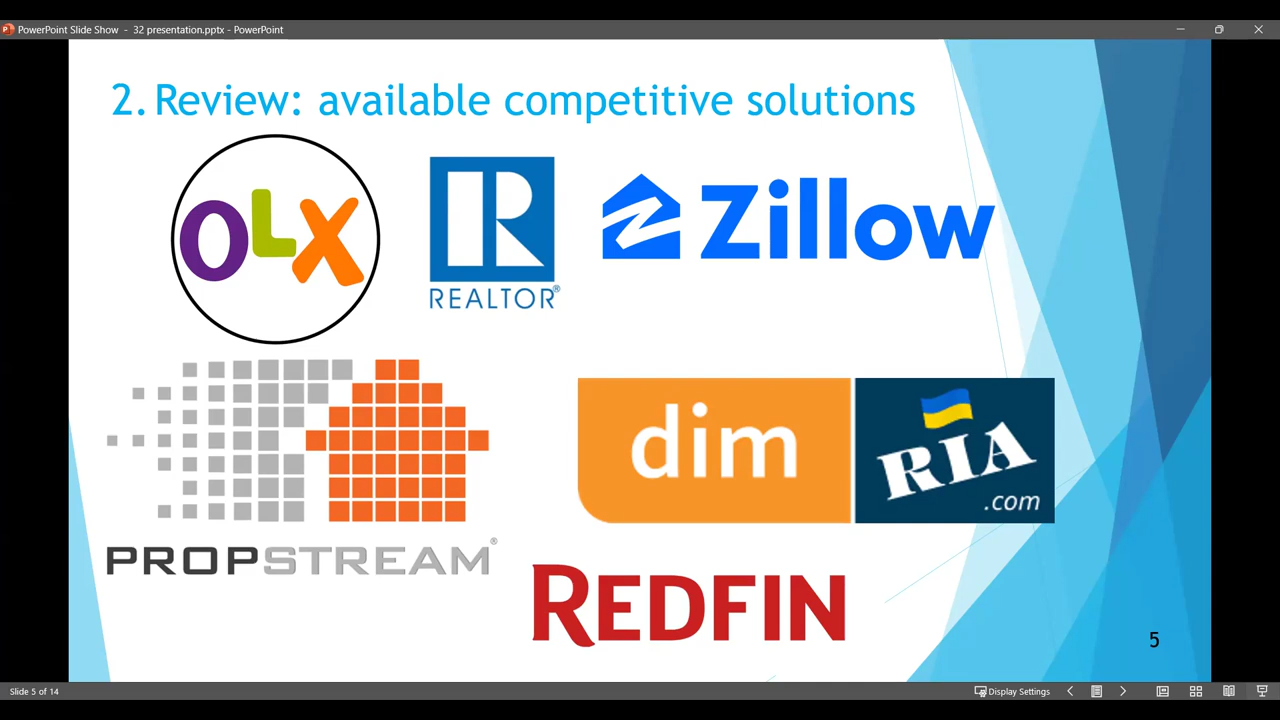 PowerPoint Slide Show - 32 presentation.pptx - PowerPoint
2. Review: available competitive solutions
OLX
R
REALTOR®
Zillow
PROPSTREAM®
dim
RIA
.com
REDFIN
5
Slide 5 of 14
Display Settings